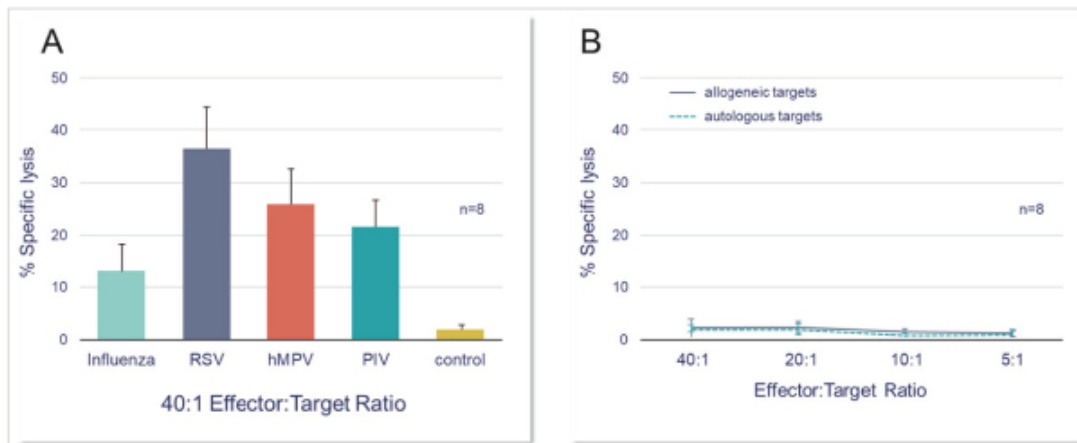 A
% Specific lysis
50
40
30
20
10
0
n=8
Influenza RSV hMPV PIV control
40:1 Effector:Target Ratio
B
% Specific lysis
50
40
30
20
10
0
allogeneic targets
autologous targets
n=8
40:1 20:1 10:1 5:1
Effector:Target Ratio